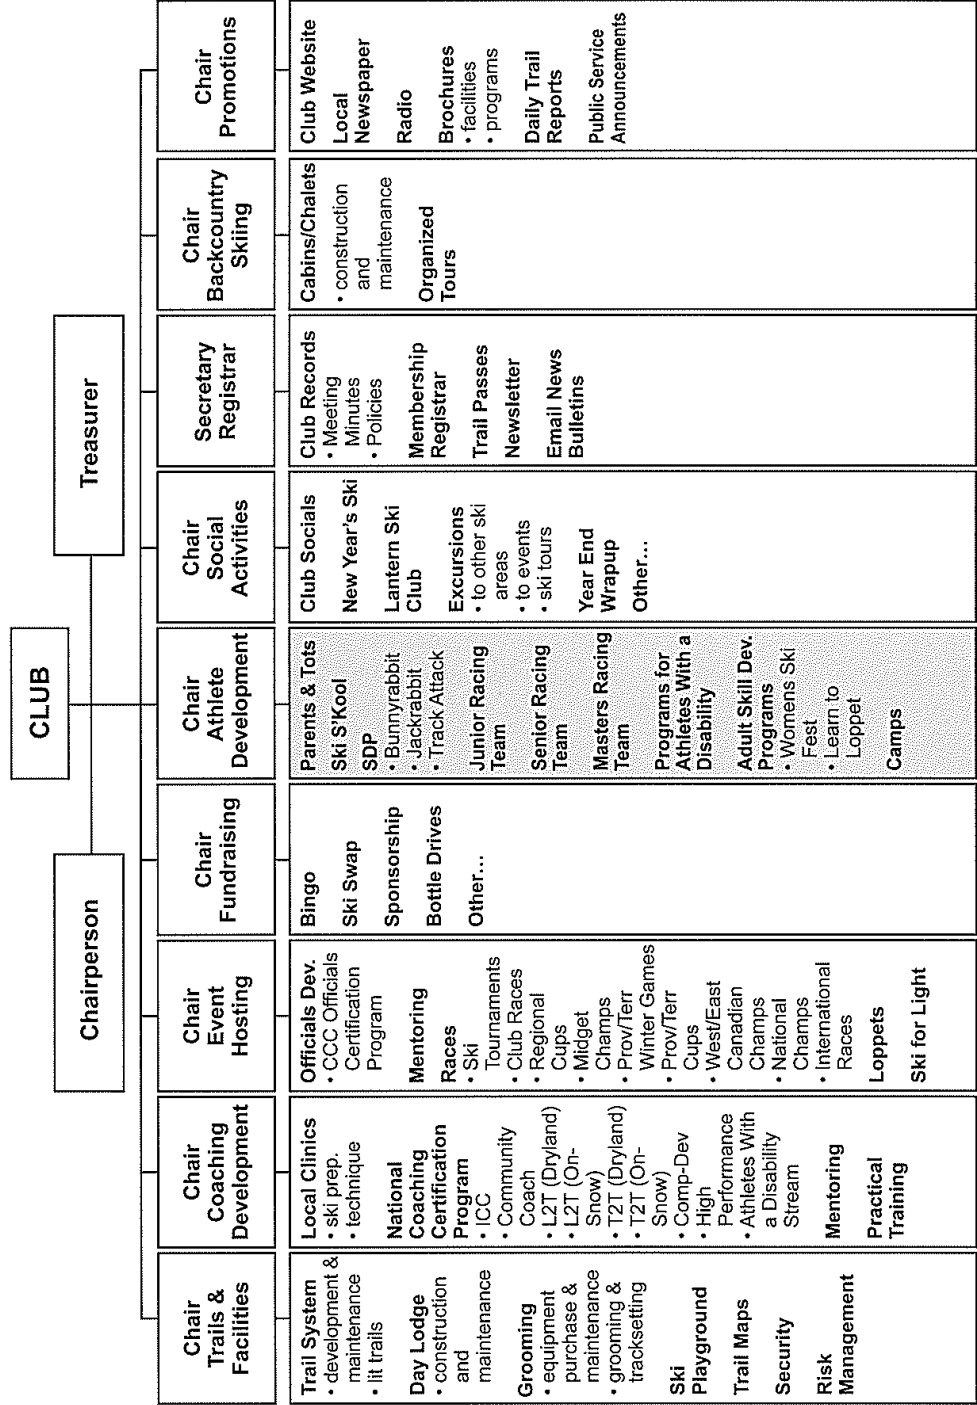 CLUB
Chairperson
Treasurer
Chair
Trails &
Facilities
Trail System
• development &
maintenance
• lit trails
Day Lodge
• construction
and
maintenance
Grooming
• equipment
purchase &
maintenance
• grooming &
tracksetting
Ski
Playground
Trail Maps
Security
Risk
Management
Chair
Coaching
Development
Local Clinics
• ski prep.
• technique
National
Coaching
Certification
Program
• ICC
• Community
Coach
• L2T (Dryland)
• L2T (On-
Snow)
• T2T (Dryland)
• T2T (On-
Snow)
• Comp-Dev
• High
Performance
• Athletes With
a Disability
Stream
Mentoring
Practical
Training
Chair
Event
Hosting
Officials Dev.
• CCC Officials
Certification
Program
Mentoring
Races
• Ski
Tournaments
• Club Races
• Regional
Cups
• Midget
Champs
• Prov/Terr
Winter Games
• Prov/Terr
Cups
• West/East
Canadian
Champs
• National
Champs
• International
Races
Loppets
Ski for Light
Chair
Fundraising
Bingo
Ski Swap
Sponsorship
Bottle Drives
Other...
Chair
Athlete
Development
Parents & Tots
Ski S'Kool
SDP
• Bunnyrabbit
• Jackrabbit
• Track Attack
Junior Racing
Team
Senior Racing
Team
Masters Racing
Team
Programs for
Athletes With a
Disability
Adult Skill Dev.
Programs
• Womens Ski
Fest
• Learn to
Loppet
Camps
Chair
Social
Activities
Club Socials
New Year's Ski
Lantern Ski
Club
Excursions
• to other ski
areas
• to events
• ski tours
Year End
Wrapup
Other...
Secretary
Registrar
Club Records
• Meeting
Minutes
• Policies
Membership
Registrar
Trail Passes
Newsletter
Email News
Bulletins
Chair
Backcountry
Skiing
Cabins/Chalets
• construction
and
maintenance
Organized
Tours
Chair
Promotions
Club Website
Local
Newspaper
Radio
Brochures
• facilities
• programs
Daily Trail
Reports
Public Service
Announcements